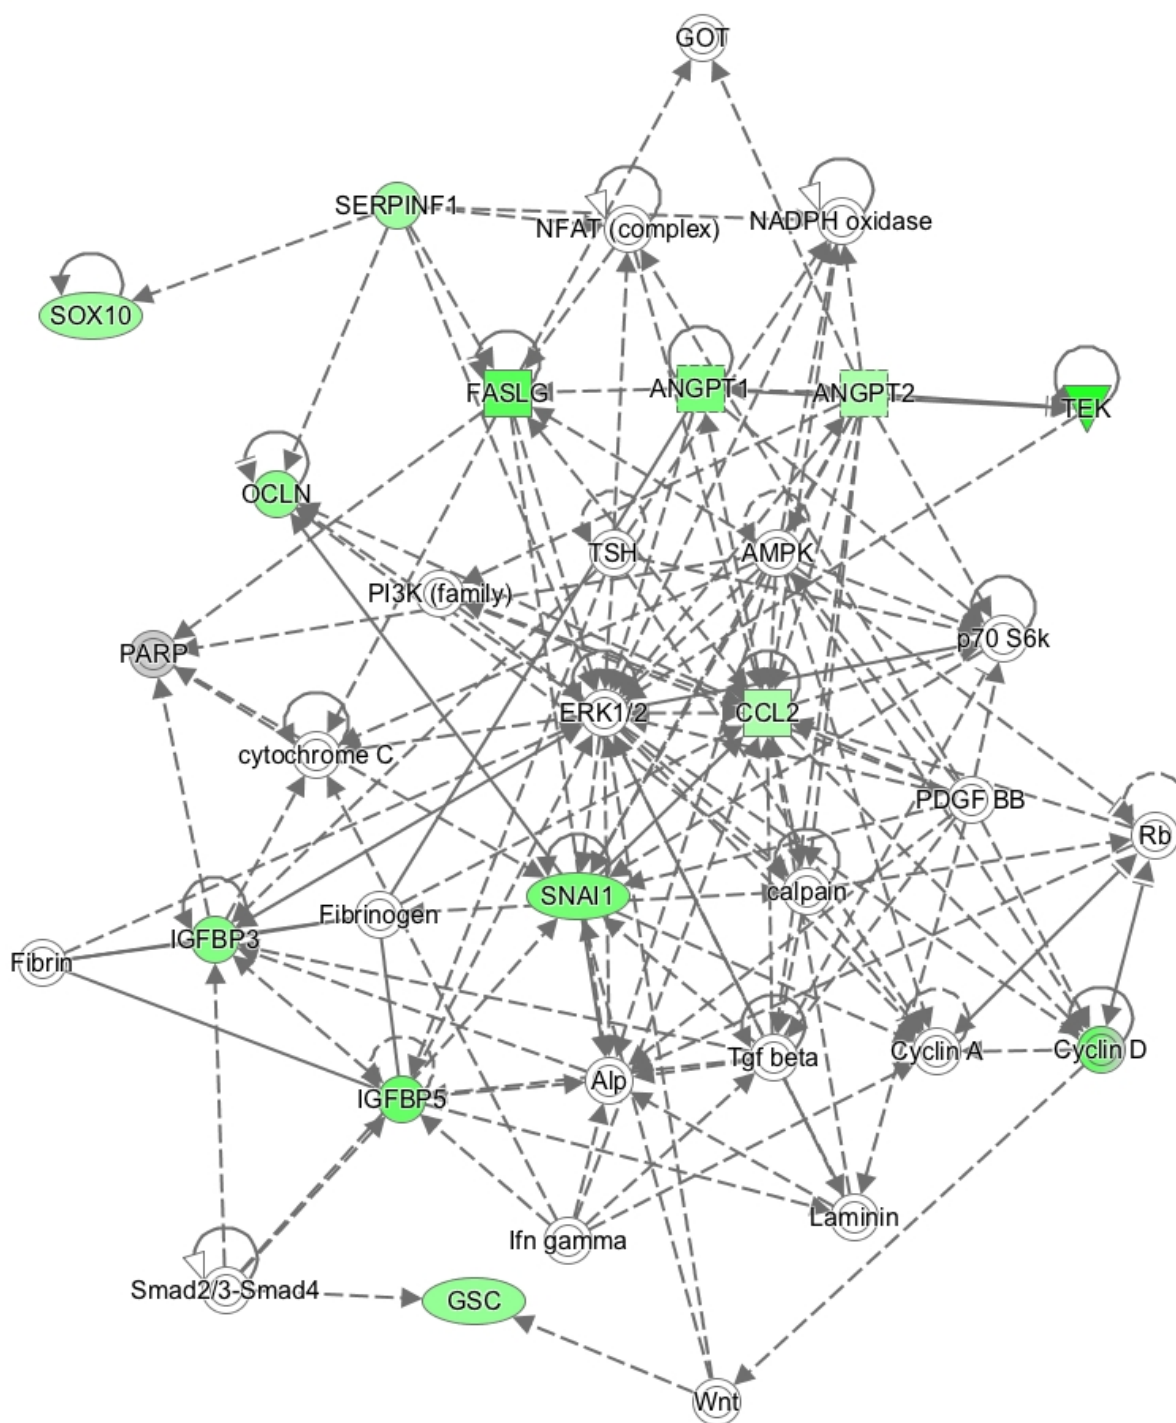 GOT
SERPINF1
NFAT (complex)
NADPH oxidase
SOX10
FASLG
ANGPT1
ANGPT2
TEK
OCLN
TSH
AMPK
PI3K (family)
p70 S6k
PARP
ERK1/2
CCL2
cytochrome C
PDGF BB
Rb
SNAI1
calpain
Fibrinogen
IGFBP3
Fibrin
Tgf beta
Cyclin A
Cyclin D
Alp
IGFBP5
Laminin
Ifn gamma
Smad2/3-Smad4
GSC
Wnt